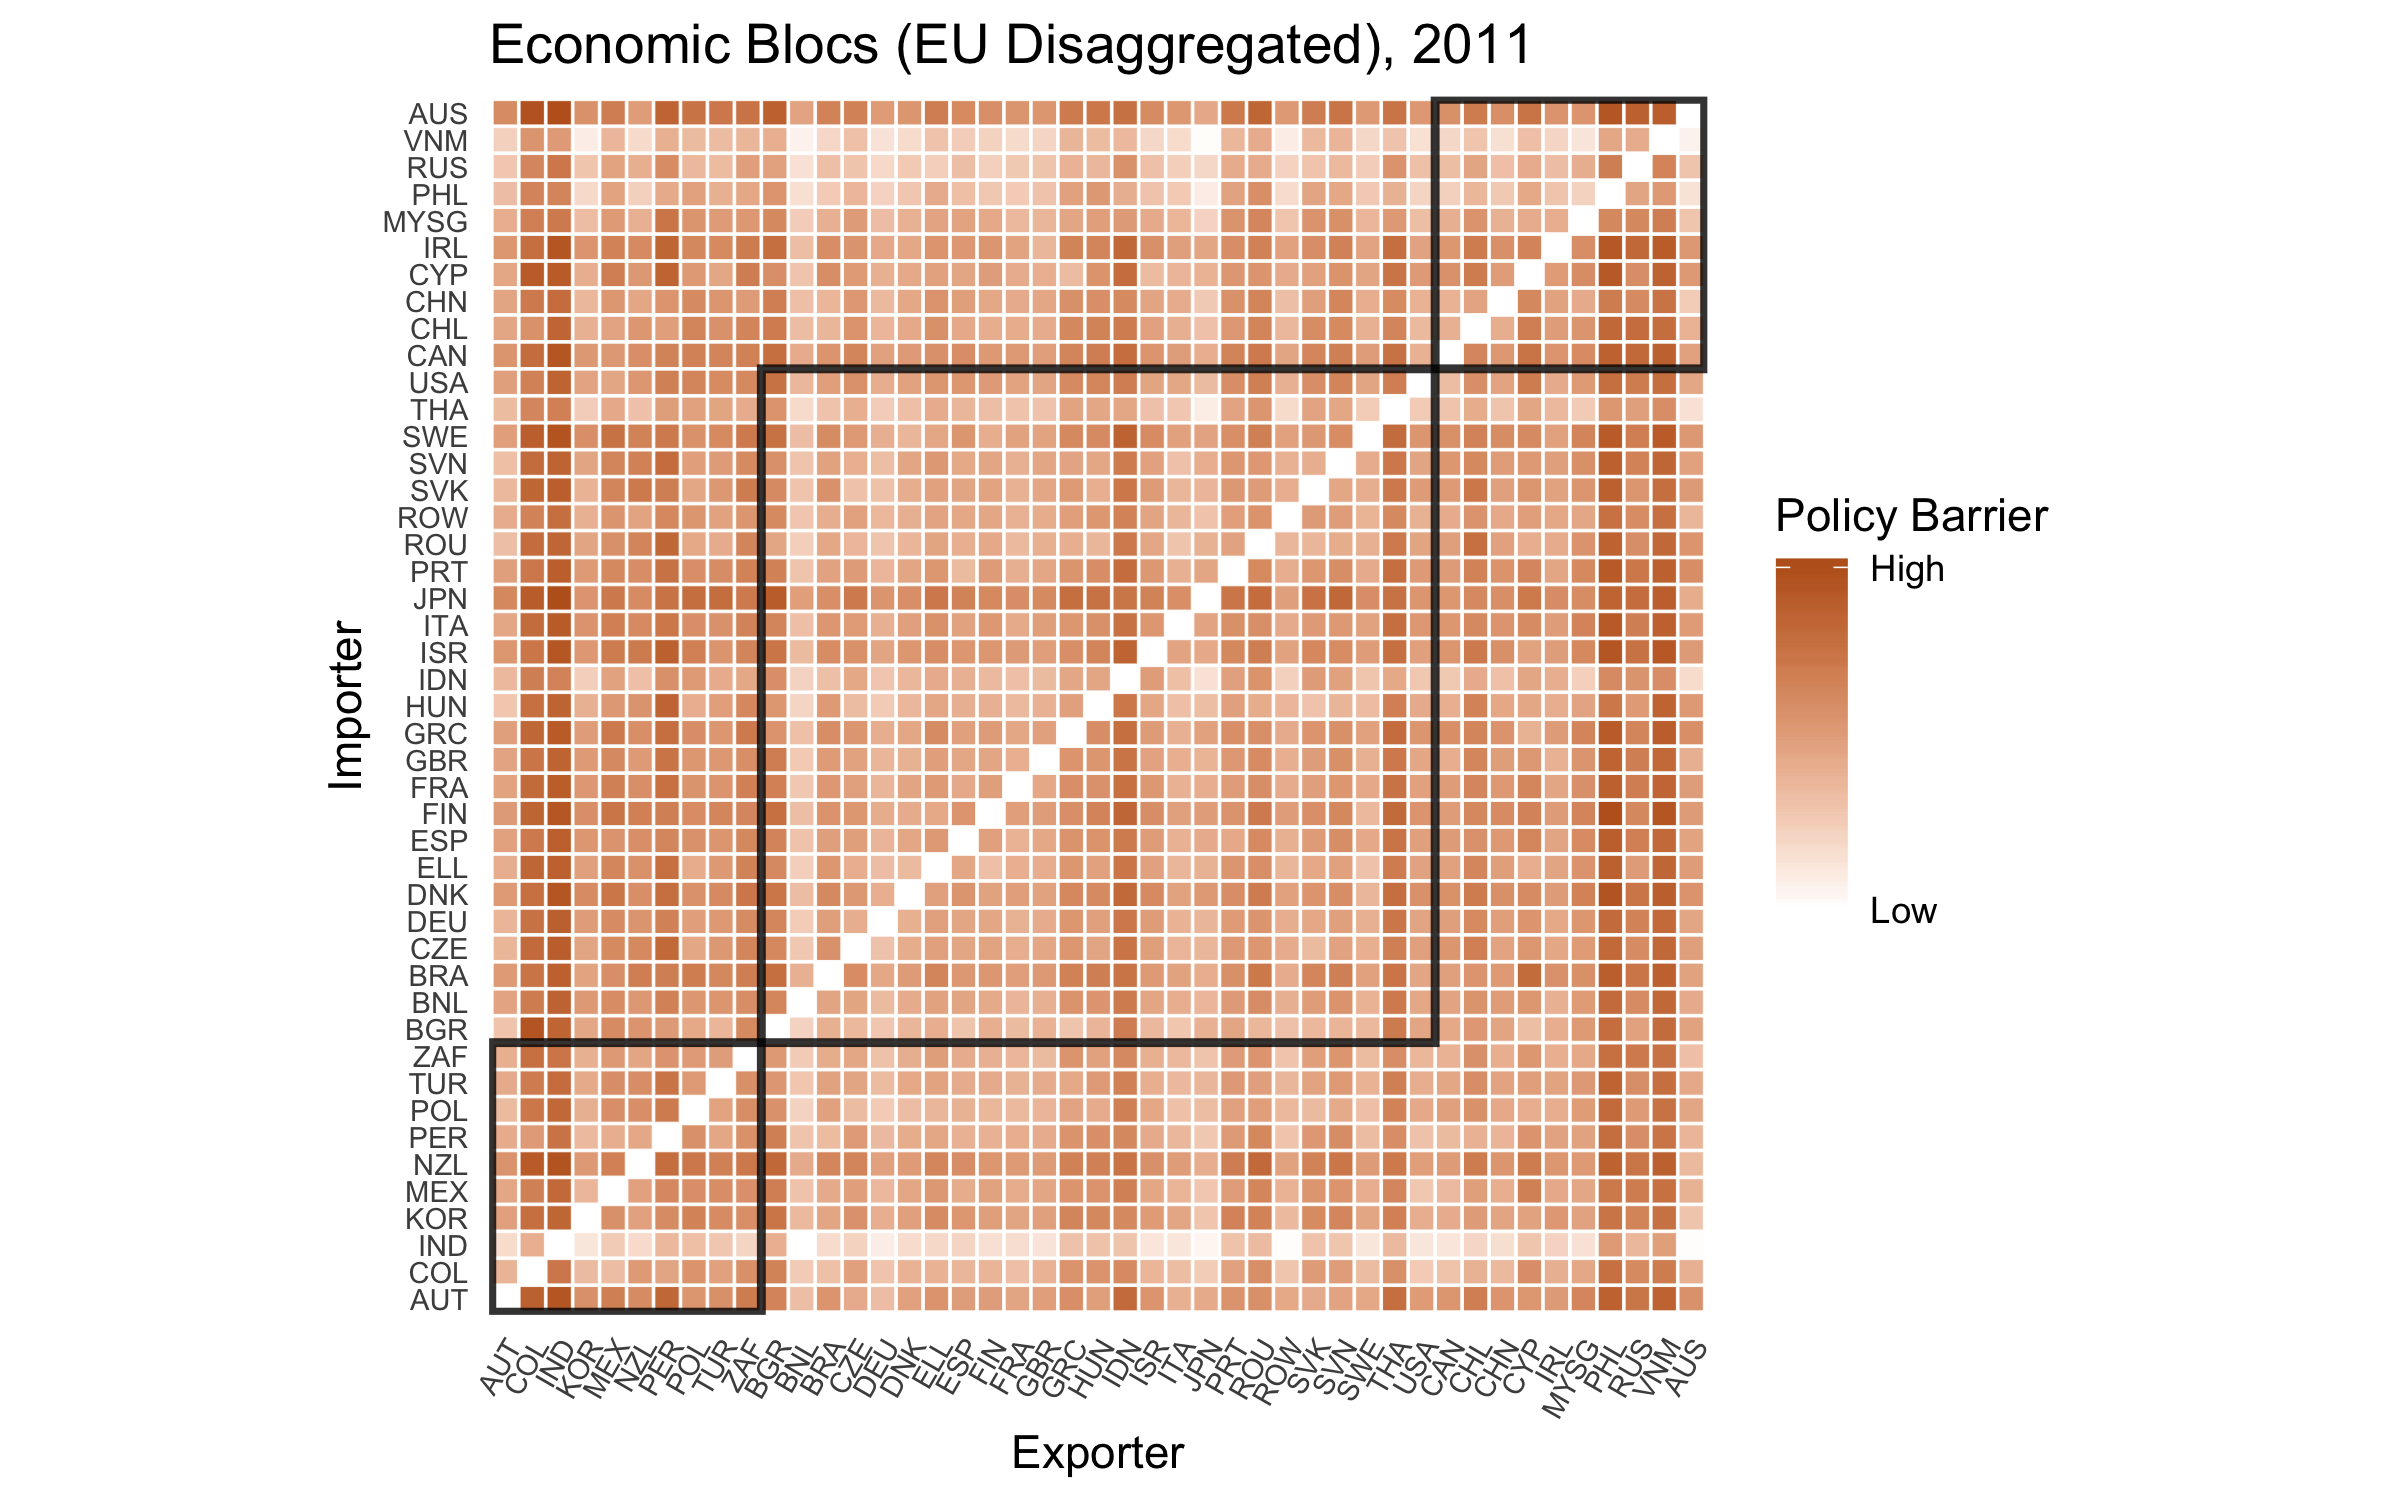 Economic Blocs (EU Disaggregated), 2011
AUS
VNM
RUS
PHL
MYSG
IRL
CYP
CHN
CHL
CAN
USA
THA
SWE
SVN
SVK
ROW
ROU
PRT
JPN
ITA
ISR
IDN
HUN
GRC
GBR
FRA
FIN
ESP
ELL
DNK
DEU
CZE
BRA
BNL
BGR
ZAF
TUR
POL
PER
NZL
MEX
KOR
IND
COL
AUT
Importer
AUT
COL
IND
KOR
MEX
NZL
PER
POL
TUR
ZAF
BGR
BNL
BRA
CZE
DEU
DNK
ELL
ESP
FIN
FRA
GBR
GRC
HUN
IDN
ISR
ITA
JPN
PRT
ROU
ROW
SVK
SVN
SWE
THA
USA
CAN
CHL
CHN
CYP
IRL
MYSG
PHL
RUS
VNM
AUS
Exporter
Policy Barrier
High
Low